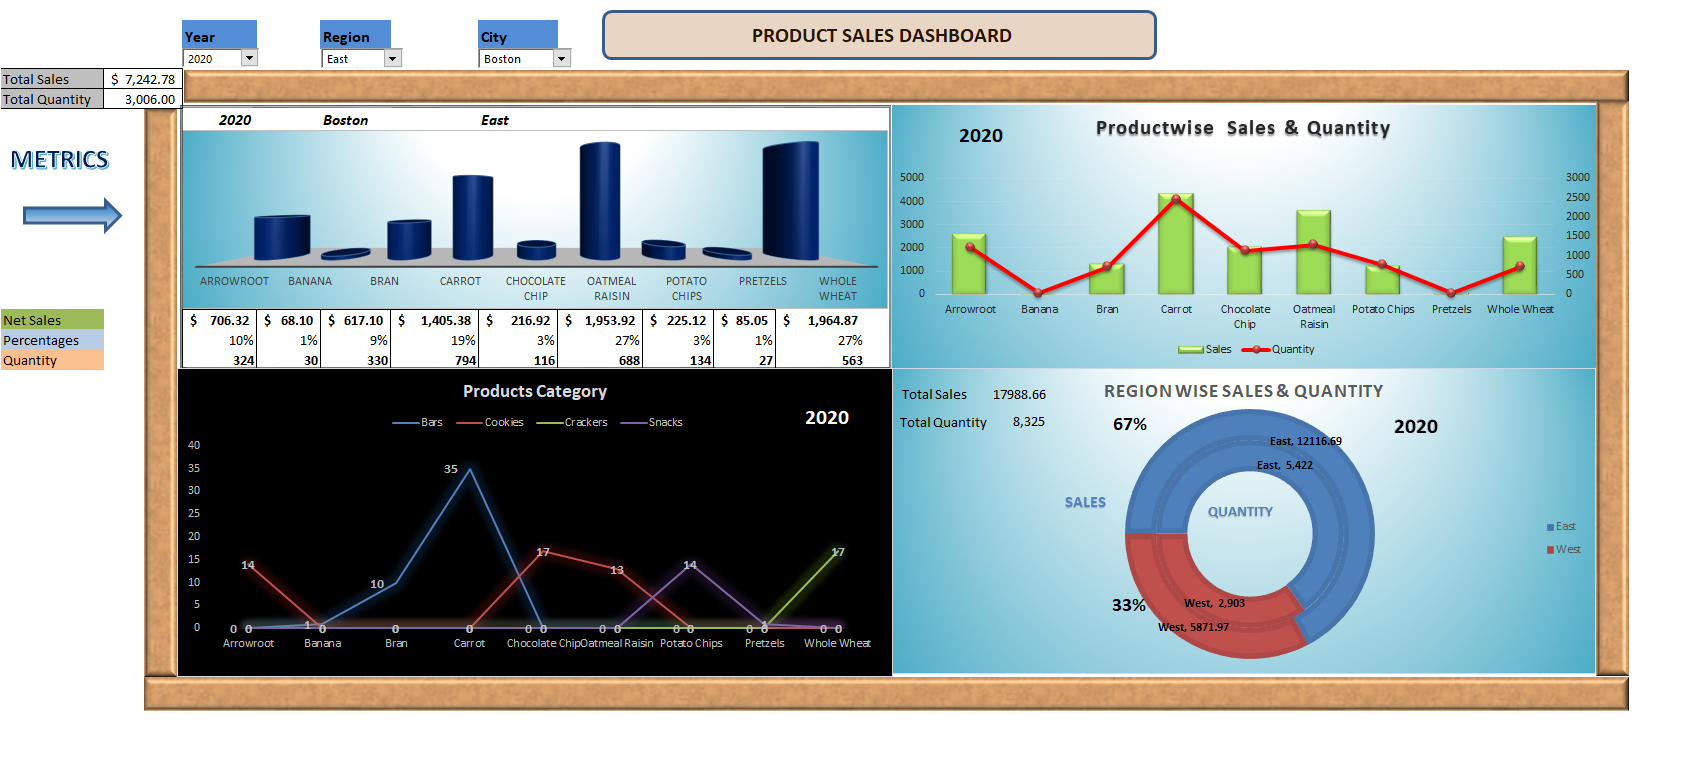 PRODUCT SALES DASHBOARD
Year Region City
2020 East Boston
Total Sales $ 7,242.78
Total Quantity 3,006.00
METRICS
2020 Boston East
ARROWROOT BANANA BRAN CARROT CHOCOLATE CHIP OATMEAL RAISIN POTATO CHIPS PRETZELS WHOLE WHEAT
Net Sales $ 706.32 $ 68.10 $ 617.10 $ 1,405.38 $ 216.92 $ 1,953.92 $ 225.12 $ 85.05 $ 1,964.87
Percentages 10% 1% 9% 19% 3% 27% 3% 1% 27%
Quantity 324 30 330 794 116 688 134 27 563
2020
Productwise Sales & Quantity
5000
4000
3000
2000
1000
0
3000
2500
2000
1500
1000
500
0
Arrowroot Banana Bran Carrot Chocolate Chip Oatmeal Raisin Potato Chips Pretzels Whole Wheat
Sales Quantity
Products Category
2020
Bars Cookies Crackers Snacks
40
35
30
25
20
15
10
5
0
35
17 17
14 13 14
10
1 1
0 0 0 0 0 0 0 0 0 0 0 0 0 0 0
Arrowroot Banana Bran Carrot Chocolate Chip Oatmeal Raisin Potato Chips Pretzels Whole Wheat
Total Sales 17988.66
Total Quantity 8,325
REGION WISE SALES & QUANTITY
67%
2020
East, 12116.69
East, 5,422
SALES
QUANTITY
East
West
33%
West, 2,903
West, 5871.97